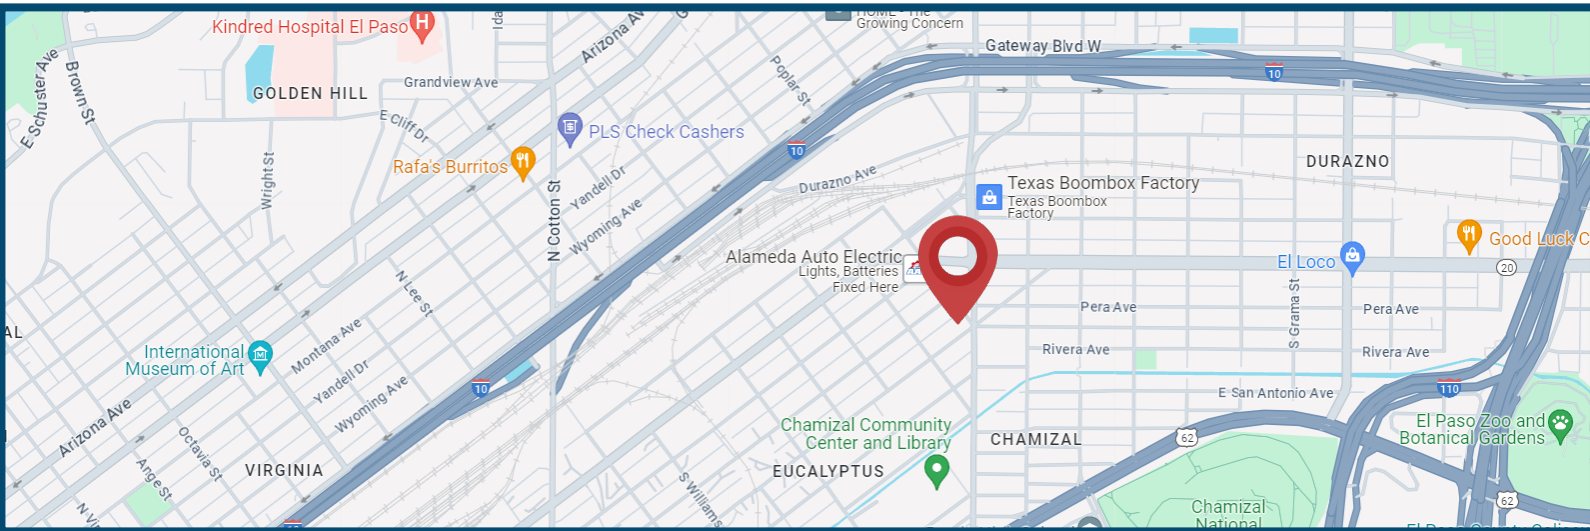 HOME - The
Growing Concern
Kindred Hospital El Paso
H
Ida
Arizona Av
G
Gateway Blvd W
10
E Schuster Ave
Brown St
Grandview Ave
GOLDEN HILL
Poplar St
E Cliff Dr
PLS Check Cashers
10
DURAZNO
Rafa's Burritos
Wright St
Yandell Dr
Durazno Ave
Texas Boombox Factory
Texas Boombox
Factory
N Cotton St
Wyoming Ave
Good Luck C
Alameda Auto Electric
Lights, Batteries
Fixed Here
El Loco
20
N Lee St
Pera Ave
S Grama St
Pera Ave
AL
Montana Ave
International
Museum of Art
Rivera Ave
Rivera Ave
Yandell Dr
10
110
Wyoming Ave
E San Antonio Ave
Arizona Ave
Chamizal Community
Center and Library
El Paso Zoo and
Botanical Gardens
Octavia St
CHAMIZAL
62
VIRGINIA
EUCALYPTUS
Ange St
S Williams
62
Chamizal
National
N Vi
10